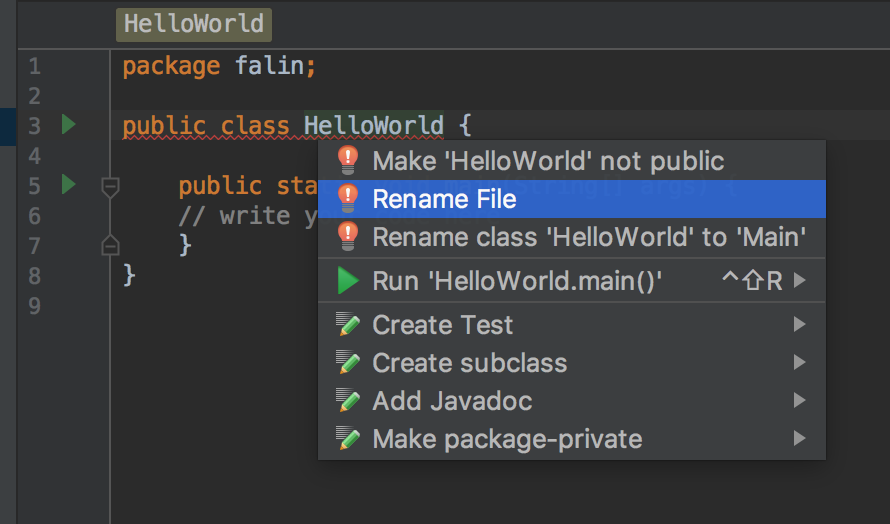 HelloWorld
1 package falin;
2
3 public class HelloWorld {
4
Make 'HelloWorld' not public
5 public sta
Rename File
6 // write y
Rename class 'HelloWorld' to 'Main'
7 }
8 }
Run 'HelloWorld.main()' ^⇧R
9
Create Test
Create subclass
Add Javadoc
Make package-private